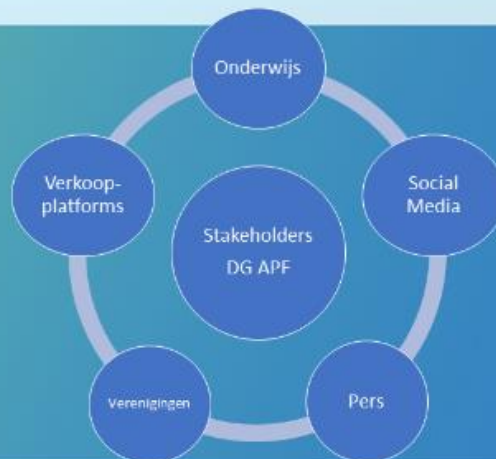 Onderwijs
Verkoop-
platforms
Social
Media
Stakeholders
DG APF
Verenigingen
Pers